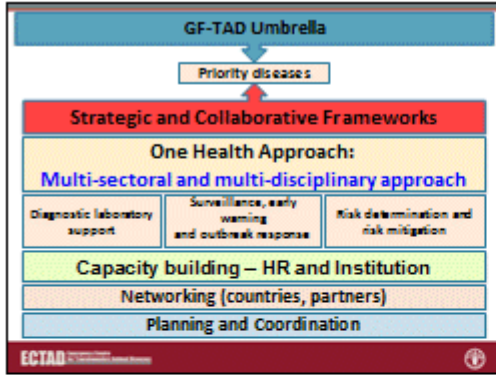 GF-TAD Umbrella
Priority diseases
Strategic and Collaborative Frameworks
One Health Approach:
Multi-sectoral and multi-disciplinary approach
Diagnostic laboratory
support
Surveillance, early
warning
and outbreak response
Risk determination and
risk mitigation
Capacity building – HR and Institution
Networking (countries, partners)
Planning and Coordination
ECTAD